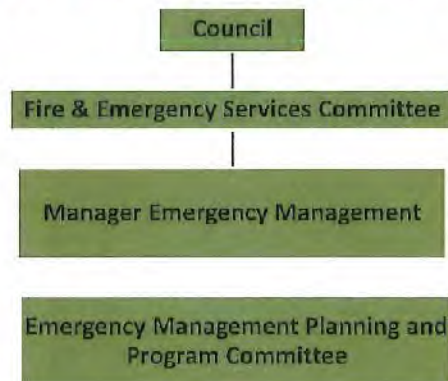 Council
Fire & Emergency Services Committee
Manager Emergency Management
Emergency Management Planning and
Program Committee